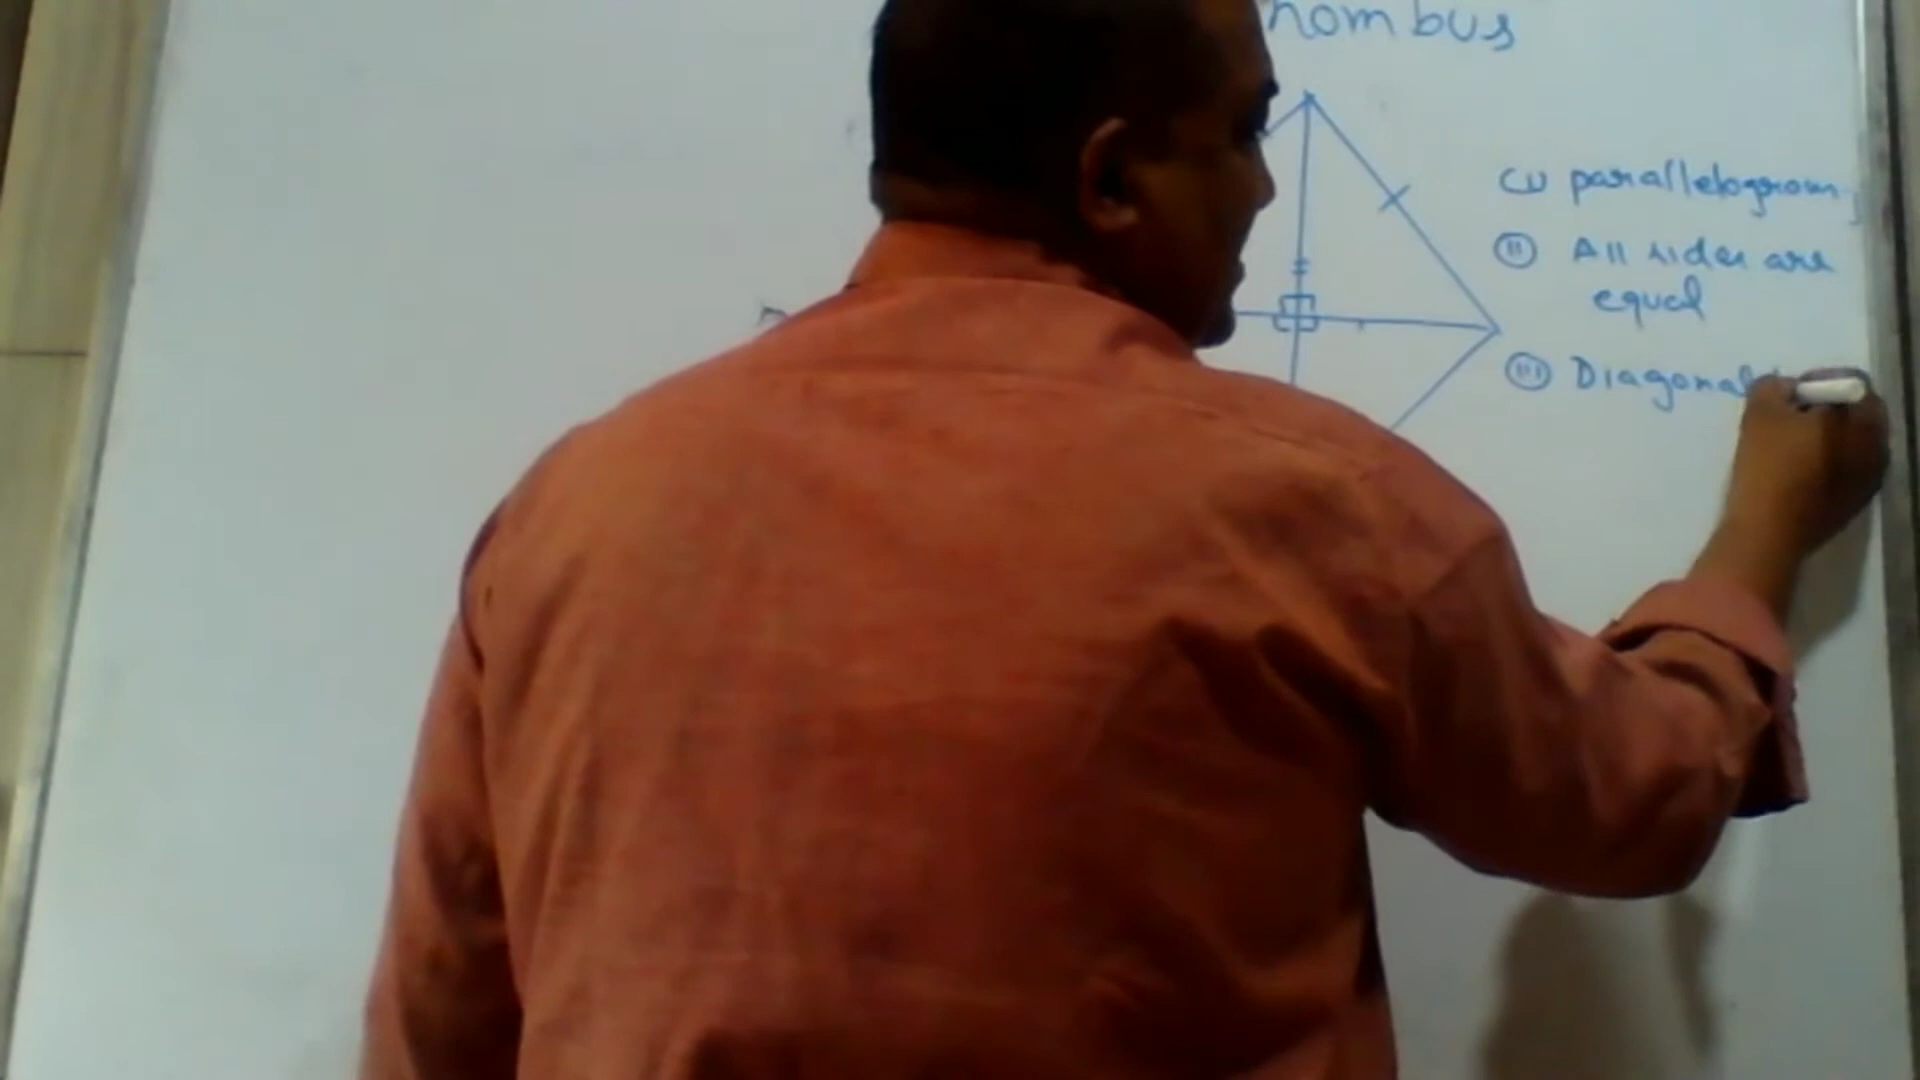 hombus
(i) parallelogram
(ii) All sides are
equal
(iii) Diagonal